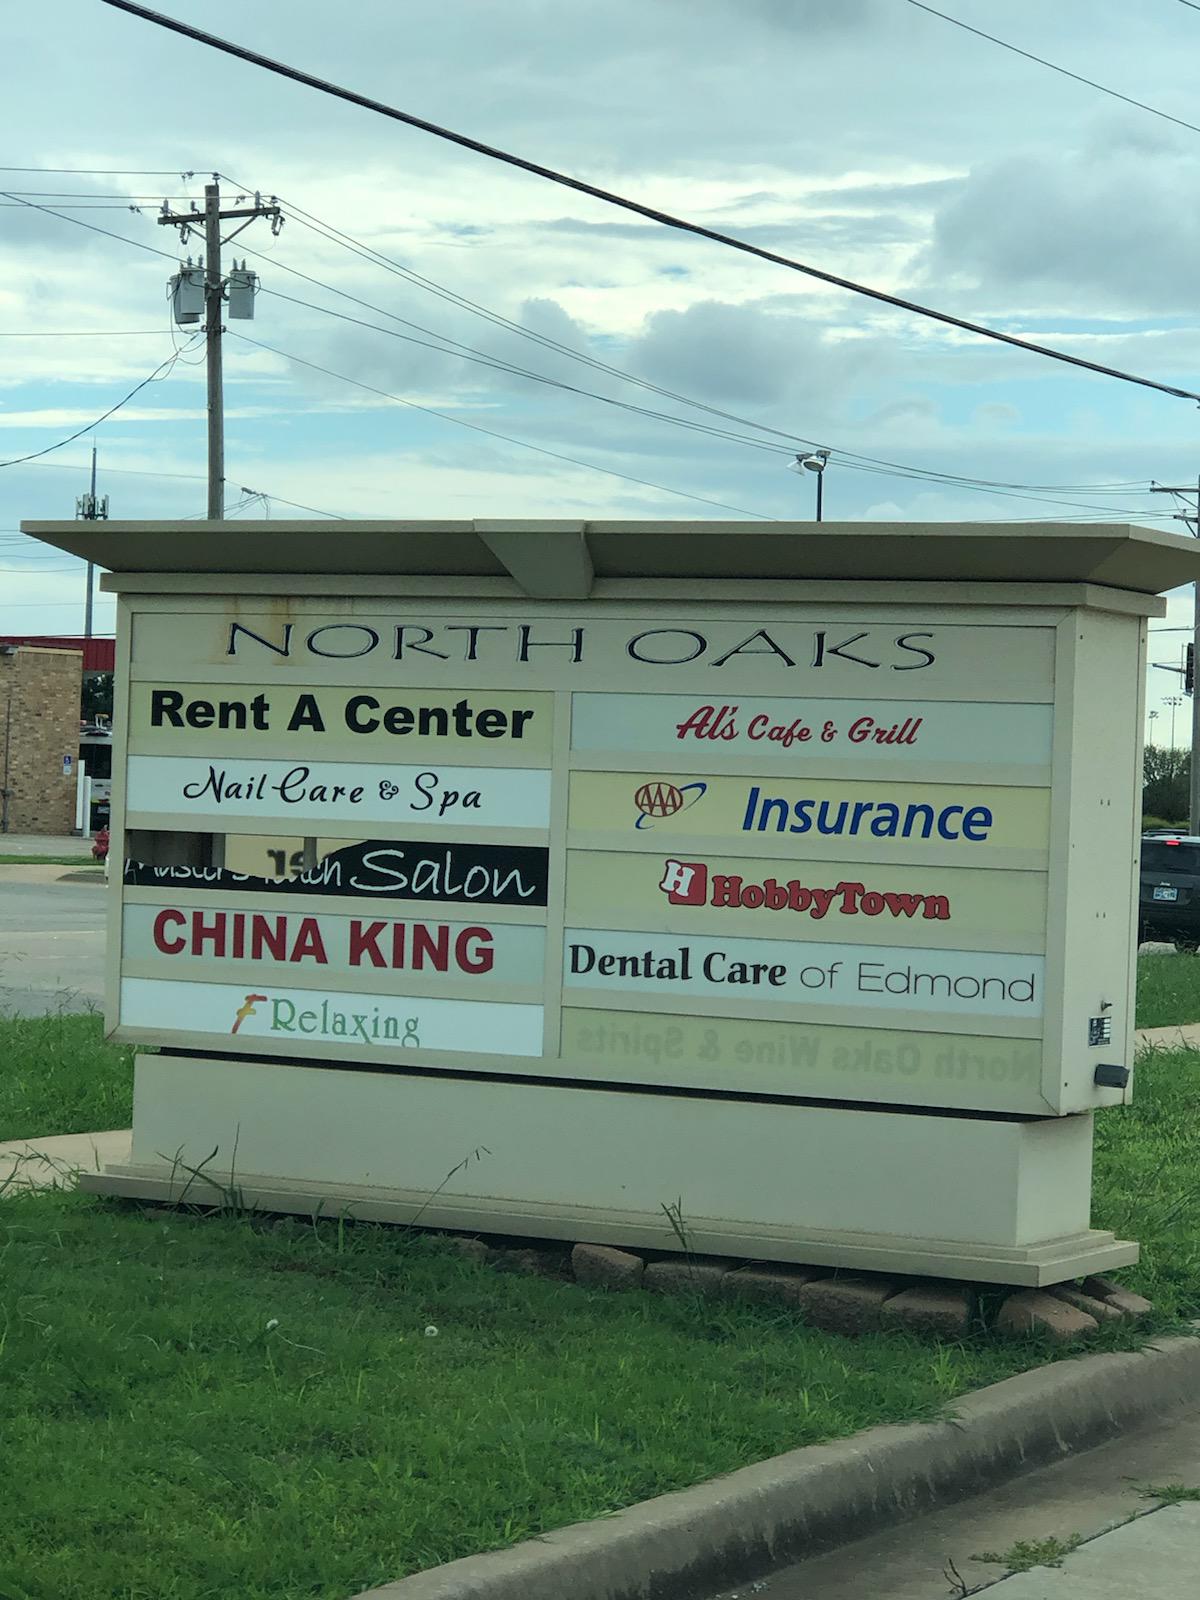 NORTH OAKS
Rent A Center
Nail Care & Spa
Salon
CHINA KING
F Relaxing
Al's Cafe & Grill
AAA Insurance
H HobbyTown
Dental Care of Edmond
North Oaks Wine & Spirits